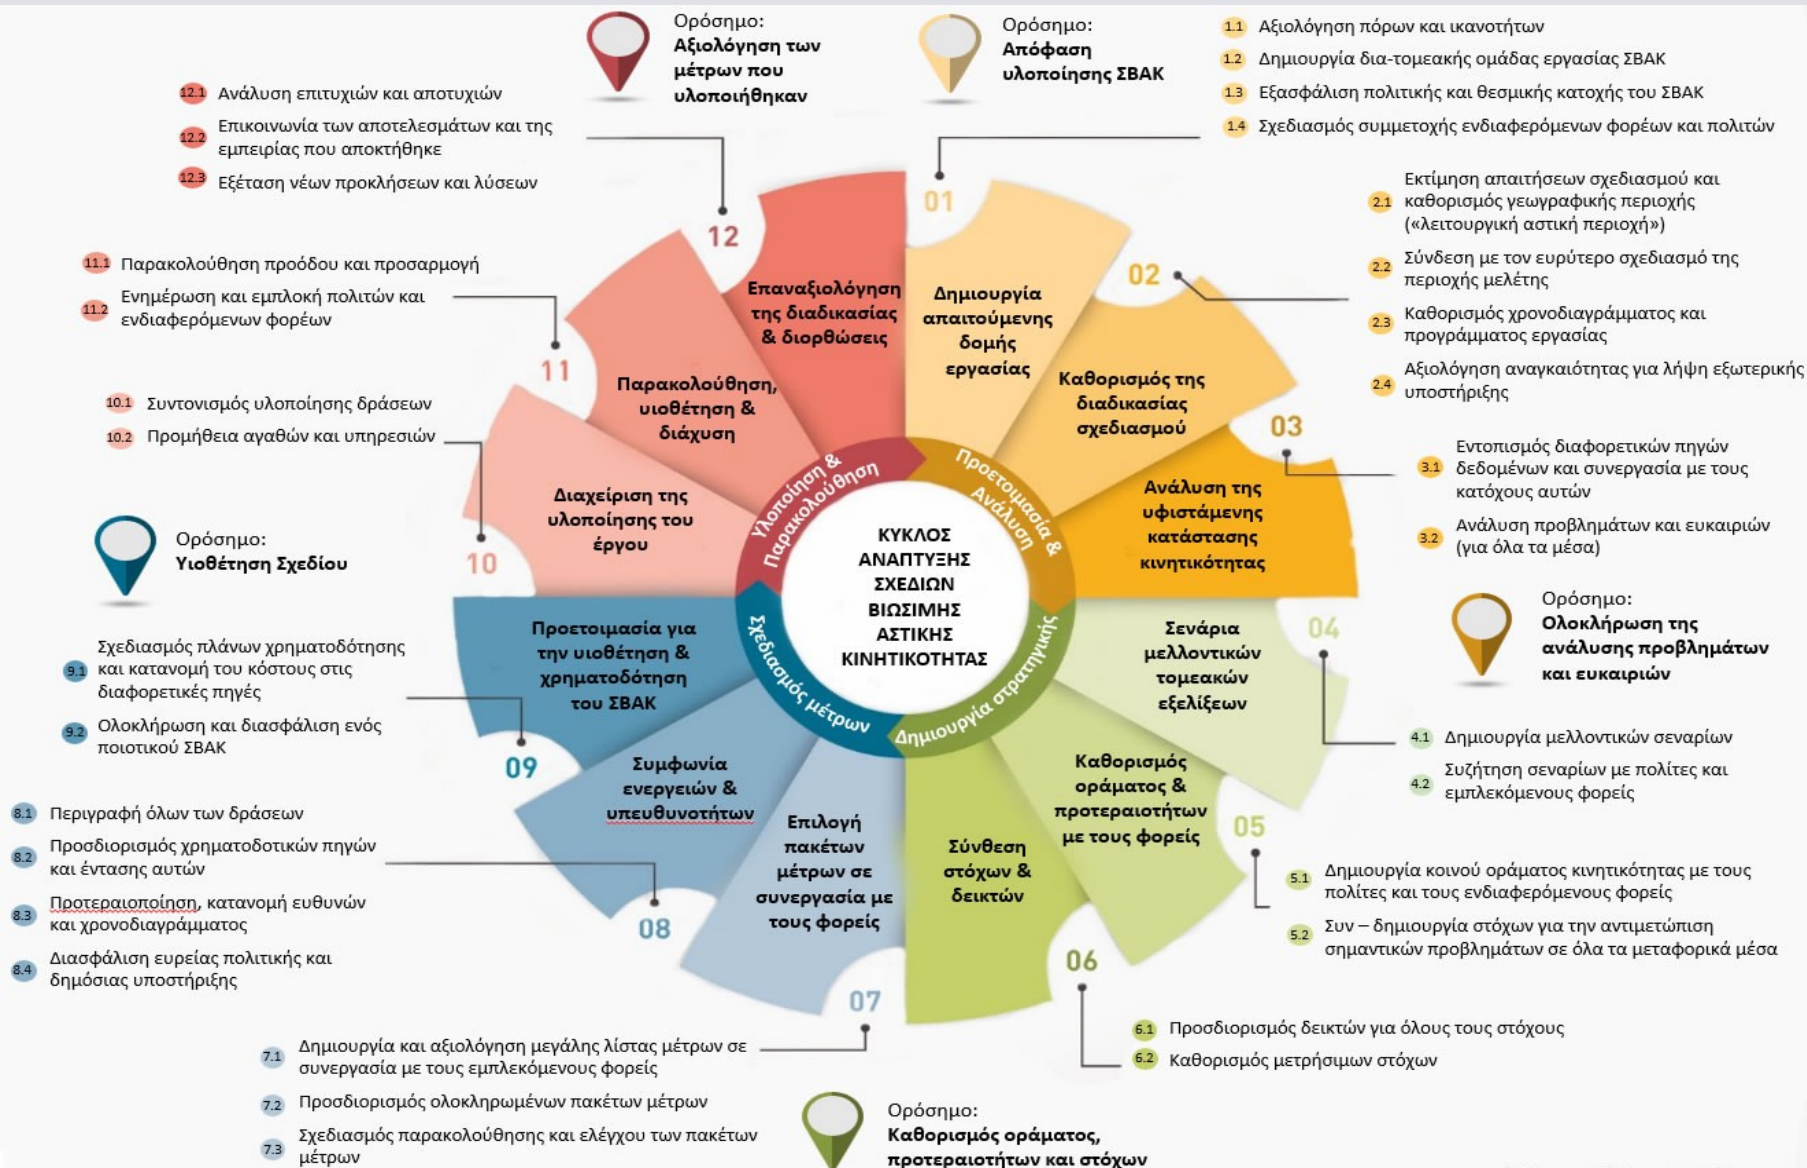 Ορόσημο:
Αξιολόγηση των
μέτρων που
υλοποιήθηκαν
Ορόσημο:
Απόφαση
υλοποίησης ΣΒΑΚ
1.1 Αξιολόγηση πόρων και ικανοτήτων
1.2 Δημιουργία δια-τομεακής ομάδας εργασίας ΣΒΑΚ
1.3 Εξασφάλιση πολιτικής και θεσμικής κατοχής του ΣΒΑΚ
1.4 Σχεδιασμός συμμετοχής ενδιαφερόμενων φορέων και πολιτών
12.1 Ανάλυση επιτυχιών και αποτυχιών
12.2 Επικοινωνία των αποτελεσμάτων και της
εμπειρίας που αποκτήθηκε
12.3 Εξέταση νέων προκλήσεων και λύσεων
2.1 Εκτίμηση απαιτήσεων σχεδιασμού και
καθορισμός γεωγραφικής περιοχής
(«λειτουργική αστική περιοχή»)
2.2 Σύνδεση με τον ευρύτερο σχεδιασμό της
περιοχής μελέτης
2.3 Καθορισμός χρονοδιαγράμματος και
προγράμματος εργασίας
2.4 Αξιολόγηση αναγκαιότητας για λήψη εξωτερικής
υποστήριξης
11.1 Παρακολούθηση προόδου και προσαρμογή
11.2 Ενημέρωση και εμπλοκή πολιτών και
ενδιαφερόμενων φορέων
10.1 Συντονισμός υλοποίησης δράσεων
10.2 Προμήθεια αγαθών και υπηρεσιών
3.1 Εντοπισμός διαφορετικών πηγών
δεδομένων και συνεργασία με τους
κατόχους αυτών
3.2 Ανάλυση προβλημάτων και ευκαιριών
(για όλα τα μέσα)
Ορόσημο:
Υιοθέτηση Σχεδίου
Ορόσημο:
Ολοκλήρωση της
ανάλυσης προβλημάτων
και ευκαιριών
01
Δημιουργία
απαιτούμενης
δομής
εργασίας
02
Καθορισμός της
διαδικασίας
σχεδιασμού
03
Ανάλυση της
υφιστάμενης
κατάστασης
κινητικότητας
04
Σενάρια
μελλοντικών
τομεακών
εξελίξεων
05
Καθορισμός
οράματος &
προτεραιοτήτων
με τους φορείς
06
Σύνθεση
στόχων &
δεικτών
07
Επιλογή
πακέτων
μέτρων σε
συνεργασία με
τους φορείς
08
Συμφωνία
ενεργειών &
υπευθυνοτήτων
09
Προετοιμασία για
την υιοθέτηση &
χρηματοδότηση
του ΣΒΑΚ
10
Διαχείριση της
υλοποίησης του
έργου
11
Παρακολούθηση,
υιοθέτηση &
διάχυση
12
Επαναξιολόγηση
της διαδικασίας
& διορθώσεις
Προετοιμασία &
Ανάλυση
Δημιουργία στρατηγικής
Σχεδιασμός μέτρων
Υλοποίηση &
Παρακολούθηση
ΚΥΚΛΟΣ
ΑΝΑΠΤΥΞΗΣ
ΣΧΕΔΙΩΝ
ΒΙΩΣΙΜΗΣ
ΑΣΤΙΚΗΣ
ΚΙΝΗΤΙΚΟΤΗΤΑΣ
9.1 Σχεδιασμός πλάνων χρηματοδότησης
και κατανομή του κόστους στις
διαφορετικές πηγές
9.2 Ολοκλήρωση και διασφάλιση ενός
ποιοτικού ΣΒΑΚ
4.1 Δημιουργία μελλοντικών σεναρίων
4.2 Συζήτηση σεναρίων με πολίτες και
εμπλεκόμενους φορείς
8.1 Περιγραφή όλων των δράσεων
8.2 Προσδιορισμός χρηματοδοτικών πηγών
και έντασης αυτών
8.3 Προτεραιοποίηση, κατανομή ευθυνών
και χρονοδιαγράμματος
8.4 Διασφάλιση ευρείας πολιτικής και
δημόσιας υποστήριξης
5.1 Δημιουργία κοινού οράματος κινητικότητας με τους
πολίτες και τους ενδιαφερόμενους φορείς
5.2 Συν – δημιουργία στόχων για την αντιμετώπιση
σημαντικών προβλημάτων σε όλα τα μεταφορικά μέσα
6.1 Προσδιορισμός δεικτών για όλους τους στόχους
6.2 Καθορισμός μετρήσιμων στόχων
7.1 Δημιουργία και αξιολόγηση μεγάλης λίστας μέτρων σε
συνεργασία με τους εμπλεκόμενους φορείς
7.2 Προσδιορισμός ολοκληρωμένων πακέτων μέτρων
7.3 Σχεδιασμός παρακολούθησης και ελέγχου των πακέτων
μέτρων
Ορόσημο:
Καθορισμός οράματος,
προτεραιοτήτων και στόχων